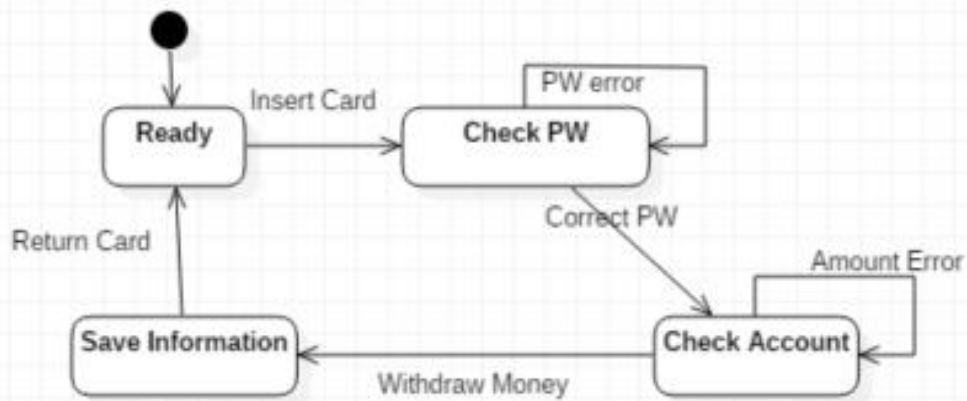 Insert Card
PW error
Ready
Check PW
Correct PW
Return Card
Amount Error
Save Information
Check Account
Withdraw Money